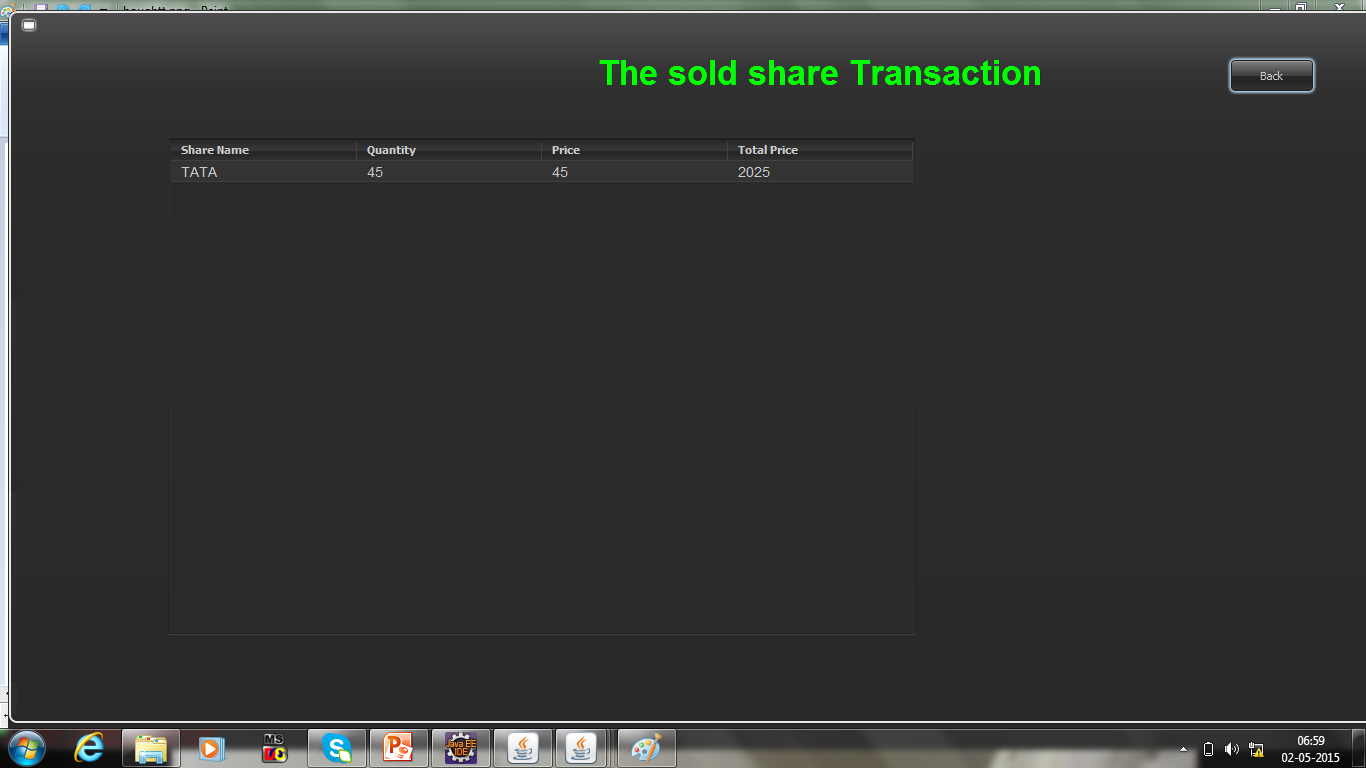 The sold share Transaction
Back
Share Name Quantity Price Total Price
TATA 45 45 2025
MS
Java EE
IDE
06:59
02-05-2015